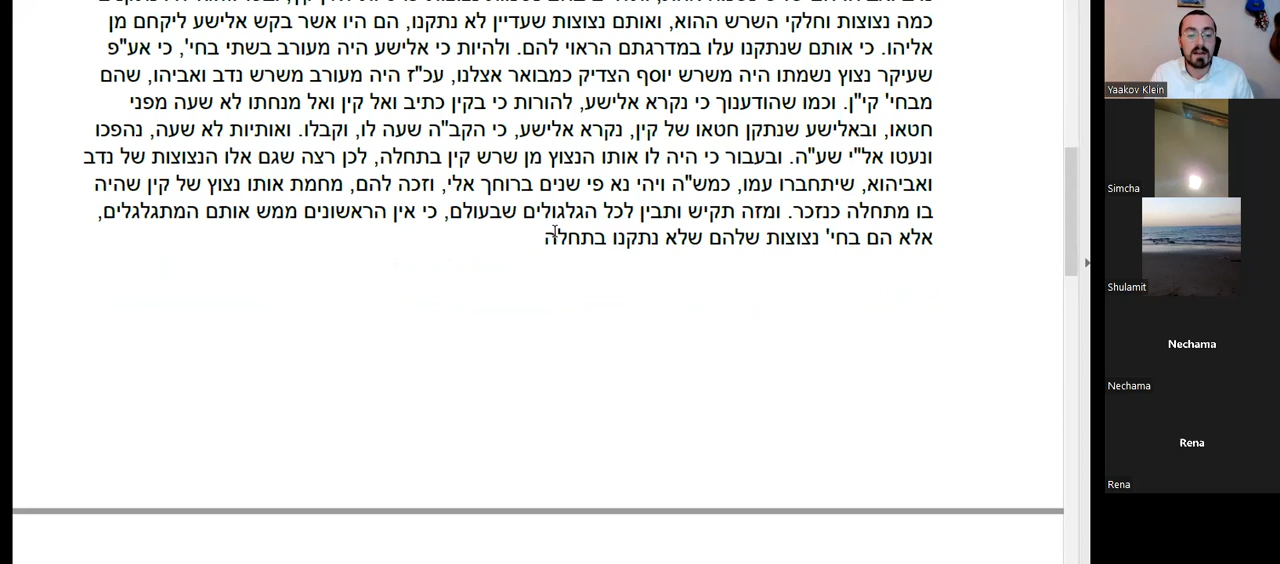 כמה נצוצות וחלקי השרש ההוא, ואותם נצוצות שעדיין לא נתקנו, הם היו אשר בקש אלישע ליקחם מן
אליהו. כי אותם שנתקנו עלו במדרגתם הראוי להם. ולהיות כי אלישע היה מעורב בשתי בחי', כי אע"פ
שעיקר נצוץ נשמתו היה משרש יוסף הצדיק כמבואר אצלנו, עכ"ז היה מעורב משרש נדב ואביהו, שהם
מבחי' קי"ן. וכמו שהודענוך כי נקרא אלישע, להורות כי בקין כתיב ואל קין ואל מנחתו לא שעה מפני
חטאו, ובאלישע שנתקן חטאו של קין, נקרא אלישע, כי הקב"ה שעה לו, וקבלו. ואותיות לא שעה, נהפכו
ונעטו אל"י שע"ה. ובעבור כי היה לו אותו הנצוץ מן שרש קין בתחלה, לכן רצה שגם אלו הנצוצות של נדב
ואביהוא, שיתחברו עמו, כמש"ה ויהי נא פי שנים ברוחך אלי, וזכה להם, מחמת אותו נצוץ של קין שהיה
בו מתחלה כנזכר. ומזה תקיש ותבין לכל הגלגולים שבעולם, כי אין הראשונים ממש אותם המתגלגלים,
אלא הם בחי' נצוצות שלהם שלא נתקנו בתחלה
Yaakov Klein
Simcha
Shulamit
Nechama
Nechama
Rena
Rena